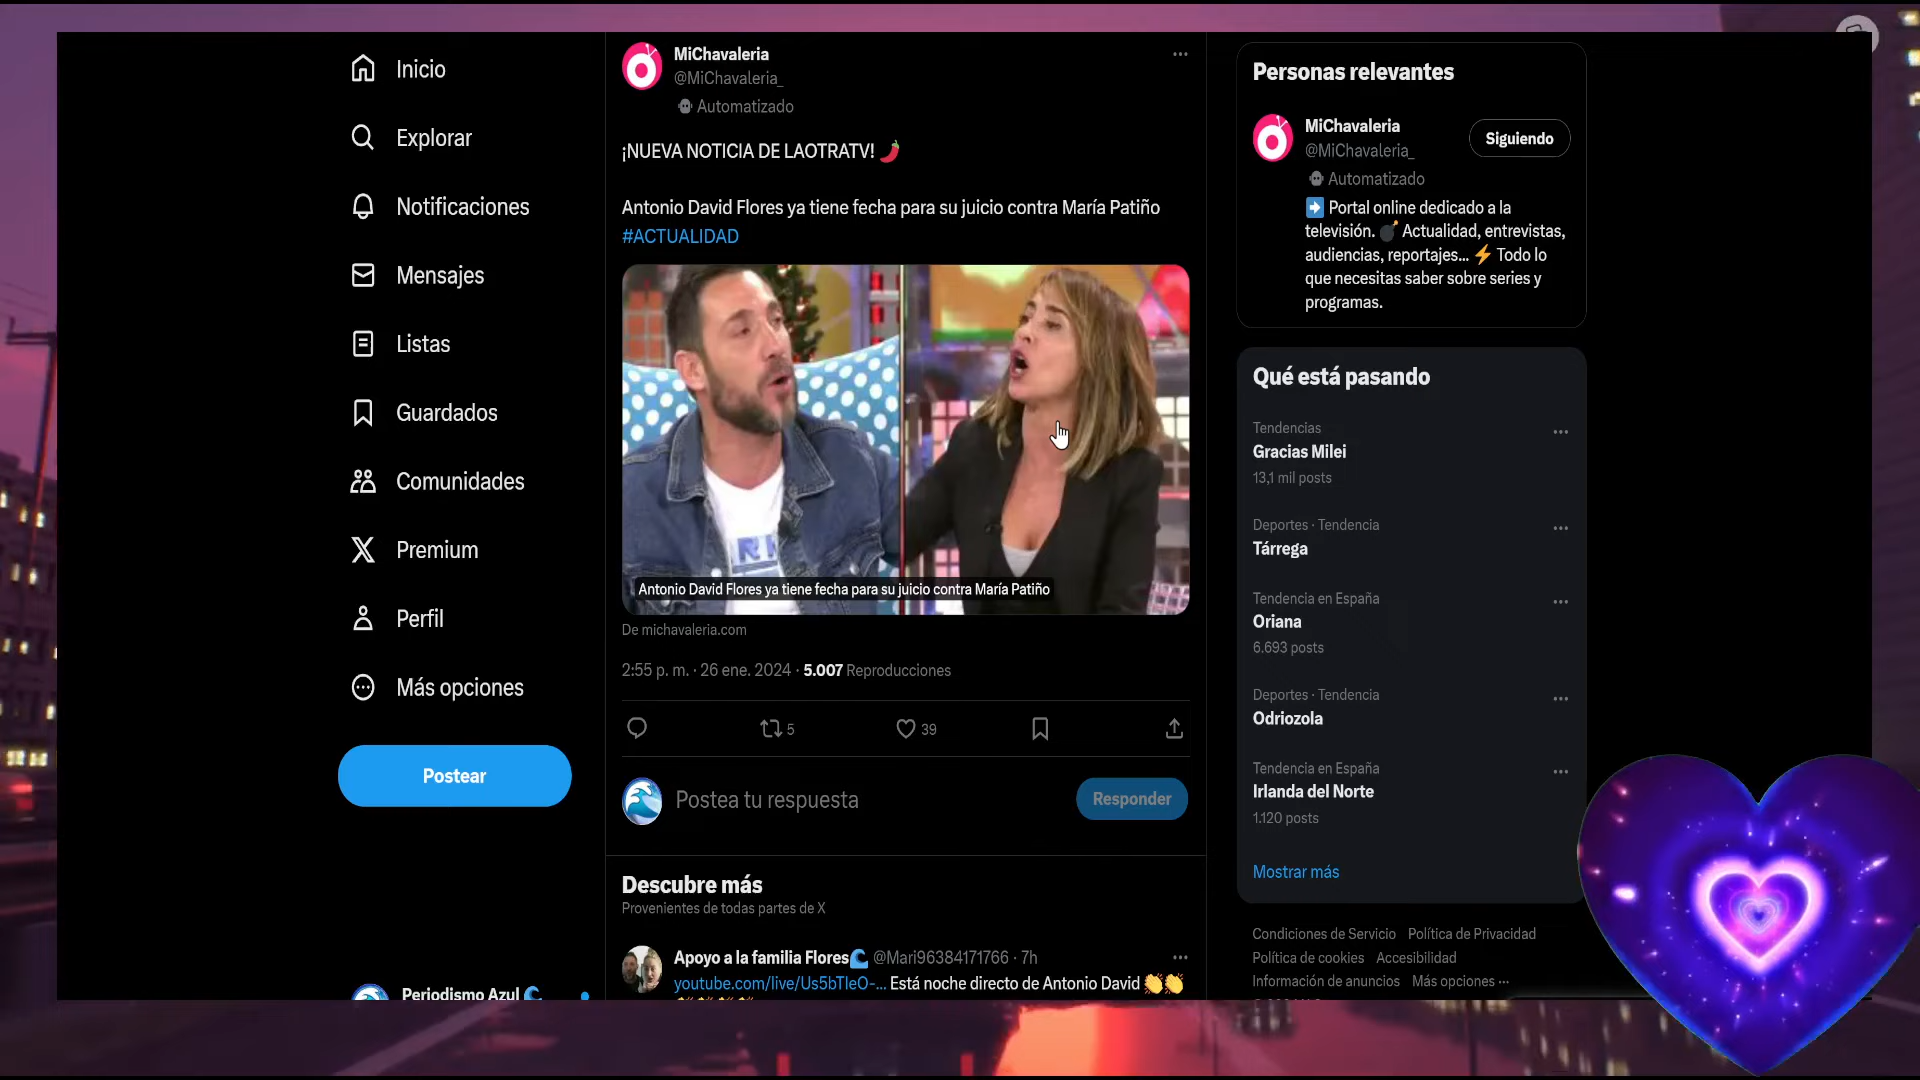 Inicio
Explorar
Notificaciones
Mensajes
Listas
Guardados
Comunidades
Premium
Perfil
Más opciones
Postear
Periodismo Azul
MiChavaleria
@MiChavaleria_
Automatizado
¡NUEVA NOTICIA DE LAOTRATV! 🌶️
Antonio David Flores ya tiene fecha para su juicio contra María Patiño
#ACTUALIDAD
Antonio David Flores ya tiene fecha para su juicio contra María Patiño
De michavaleria.com
2:55 p. m. · 26 ene. 2024 · 5.007 Reproducciones
5
39
Postea tu respuesta
Responder
Descubre más
Provenientes de todas partes de X
Apoyo a la familia Flores🌊 @Mari96384171766 · 7h
youtube.com/live/Us5bTleO-... Está noche directo de Antonio David 👏👏
Personas relevantes
MiChavaleria
@MiChavaleria_
Siguiendo
Automatizado
➡️ Portal online dedicado a la
televisión. 💣 Actualidad, entrevistas,
audiencias, reportajes... ⚡ Todo lo
que necesitas saber sobre series y
programas.
Qué está pasando
Tendencias
Gracias Milei
13,1 mil posts
Deportes · Tendencia
Tárrega
Tendencia en España
Oriana
6.693 posts
Deportes · Tendencia
Odriozola
Tendencia en España
Irlanda del Norte
1.120 posts
Mostrar más
Condiciones de Servicio Política de Privacidad
Política de cookies Accesibilidad
Información de anuncios Más opciones ···